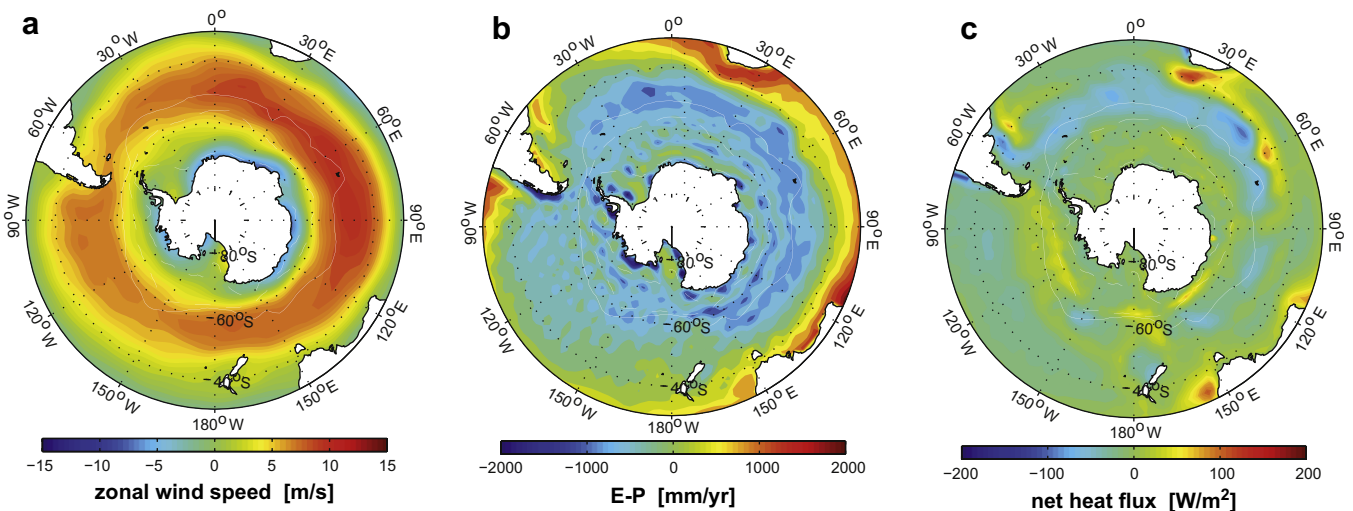 a
0°
30°E
60°E
90°E
120°E
150°E
180°W
150°W
120°W
90°W
60°W
30°W
−80°S
−60°S
−40°S
−15 −10 −5 0 5 10 15
zonal wind speed [m/s]
b
0°
30°E
60°E
90°E
120°E
150°E
180°W
150°W
120°W
90°W
60°W
30°W
−80°S
−60°S
−40°S
−2000 −1000 0 1000 2000
E-P [mm/yr]
c
0°
30°E
60°E
90°E
120°E
150°E
180°W
150°W
120°W
90°W
60°W
30°W
−80°S
−60°S
−40°S
−200 −100 0 100 200
net heat flux [W/m²]